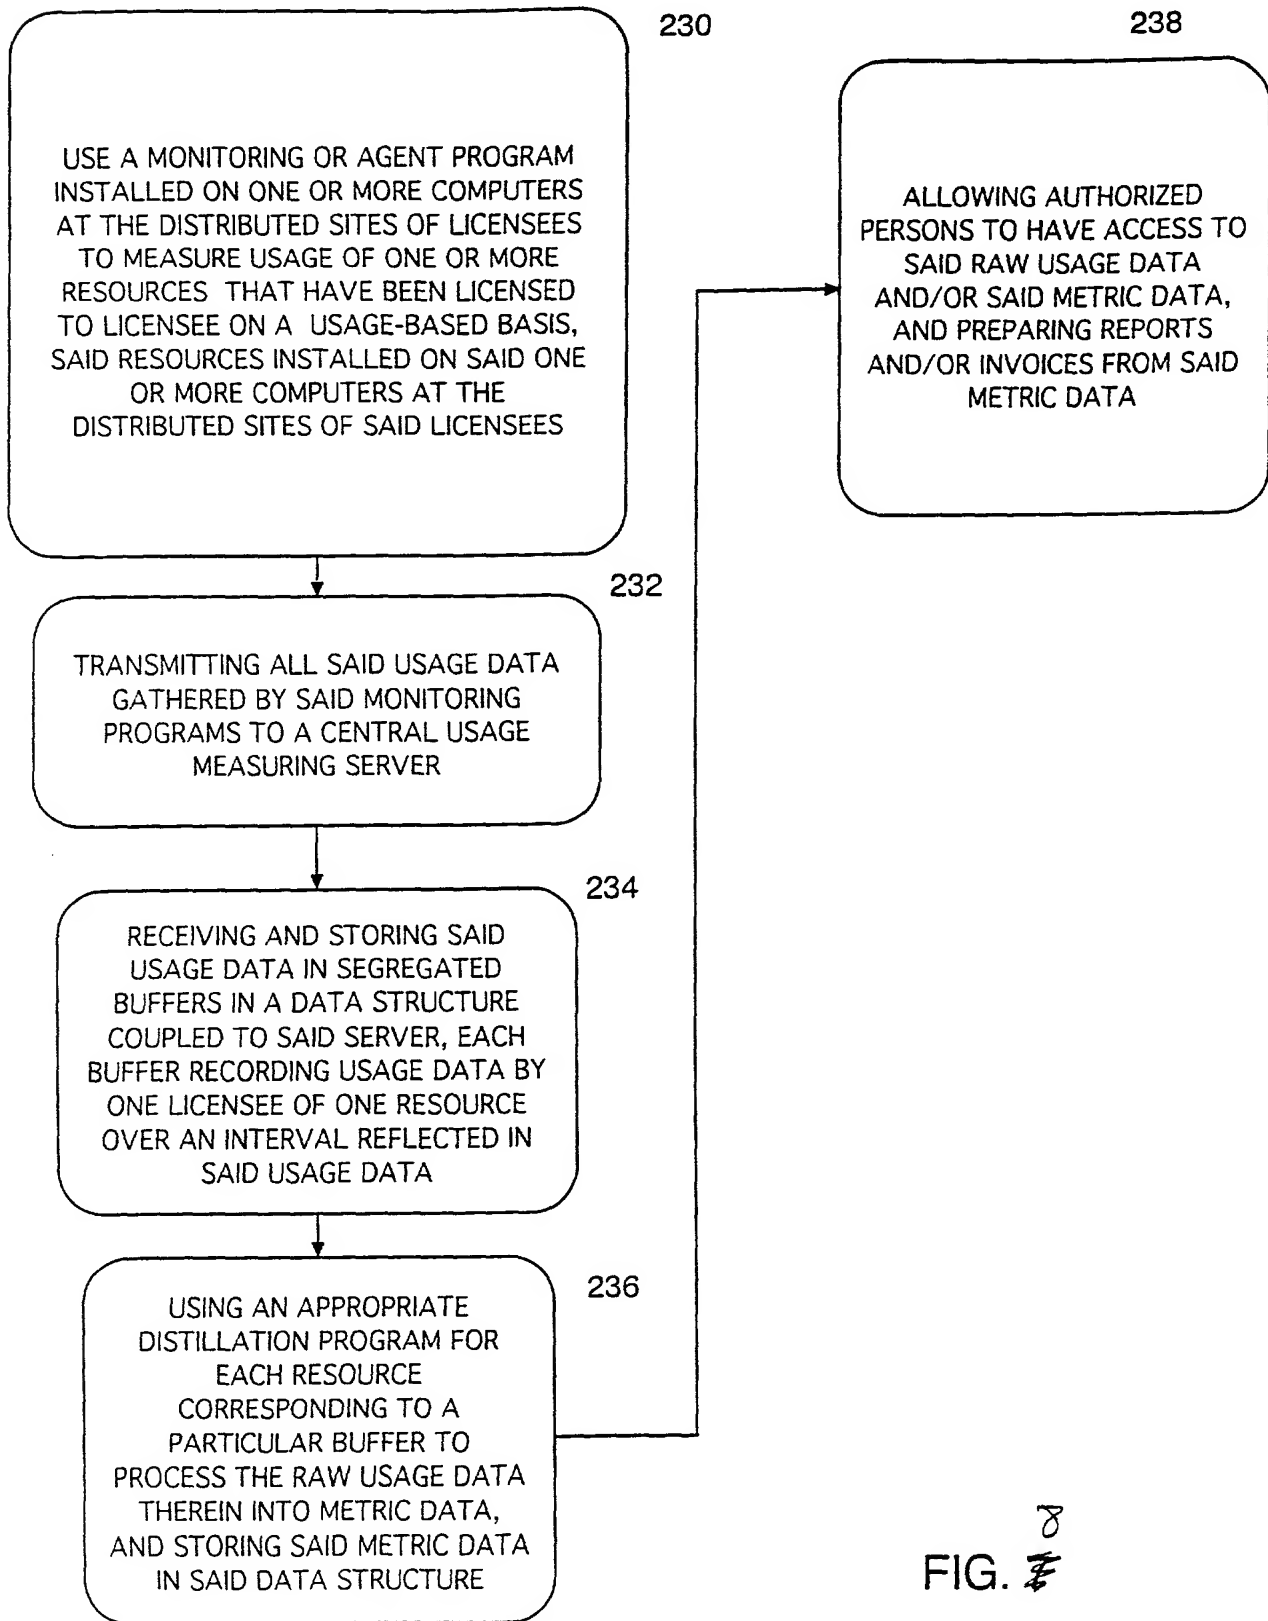 230
USE A MONITORING OR AGENT PROGRAM
INSTALLED ON ONE OR MORE COMPUTERS
AT THE DISTRIBUTED SITES OF LICENSEES
TO MEASURE USAGE OF ONE OR MORE
RESOURCES THAT HAVE BEEN LICENSED
TO LICENSEE ON A USAGE-BASED BASIS,
SAID RESOURCES INSTALLED ON SAID ONE
OR MORE COMPUTERS AT THE
DISTRIBUTED SITES OF SAID LICENSEES
232
TRANSMITTING ALL SAID USAGE DATA
GATHERED BY SAID MONITORING
PROGRAMS TO A CENTRAL USAGE
MEASURING SERVER
234
RECEIVING AND STORING SAID
USAGE DATA IN SEGREGATED
BUFFERS IN A DATA STRUCTURE
COUPLED TO SAID SERVER, EACH
BUFFER RECORDING USAGE DATA BY
ONE LICENSEE OF ONE RESOURCE
OVER AN INTERVAL REFLECTED IN
SAID USAGE DATA
236
USING AN APPROPRIATE
DISTILLATION PROGRAM FOR
EACH RESOURCE
CORRESPONDING TO A
PARTICULAR BUFFER TO
PROCESS THE RAW USAGE DATA
THEREIN INTO METRIC DATA,
AND STORING SAID METRIC DATA
IN SAID DATA STRUCTURE
238
ALLOWING AUTHORIZED
PERSONS TO HAVE ACCESS TO
SAID RAW USAGE DATA
AND/OR SAID METRIC DATA,
AND PREPARING REPORTS
AND/OR INVOICES FROM SAID
METRIC DATA
8
FIG.